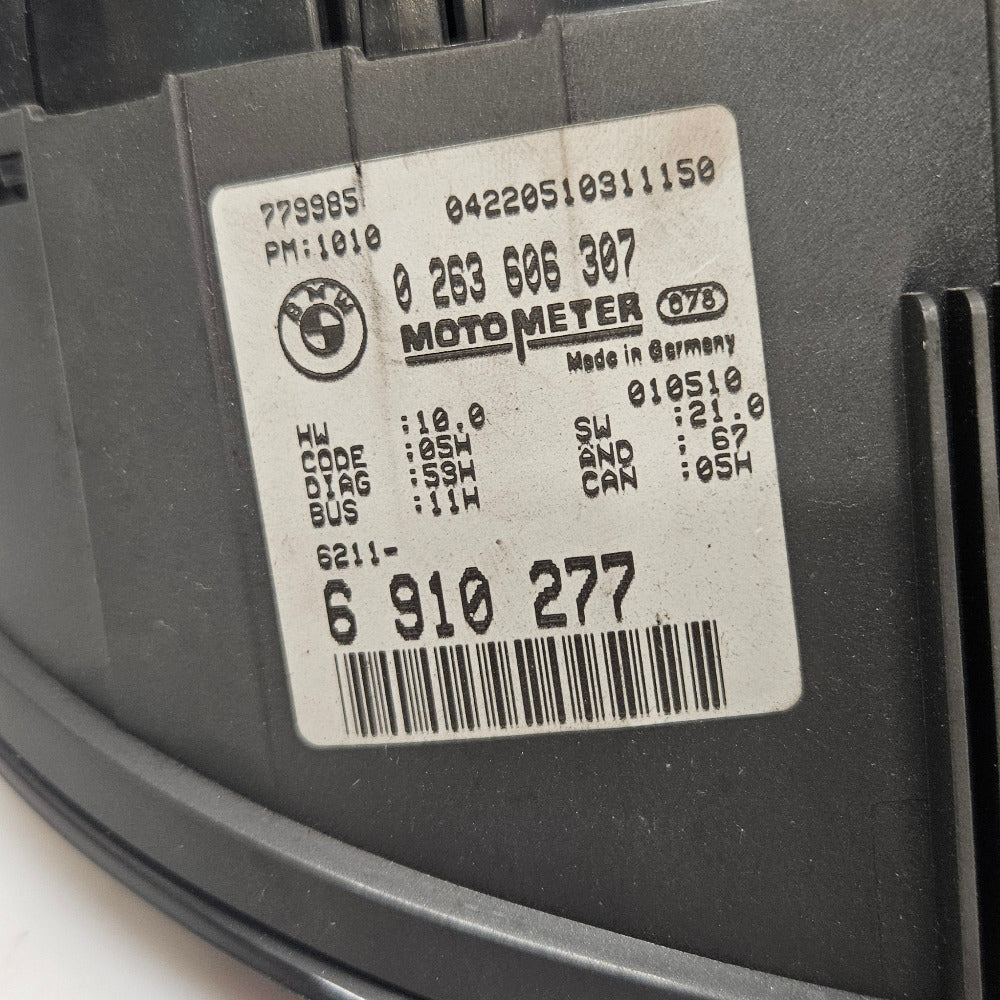 779985 04220510311150
PM:1010
0 263 606 307
BMW
MOTOMETER 078
Made in Germany
010510
HW :10.0 SW :21.0
CODE :05H AND : 67
DIAG :53H CAN :05H
BUS :11H
6211-
6 910 277